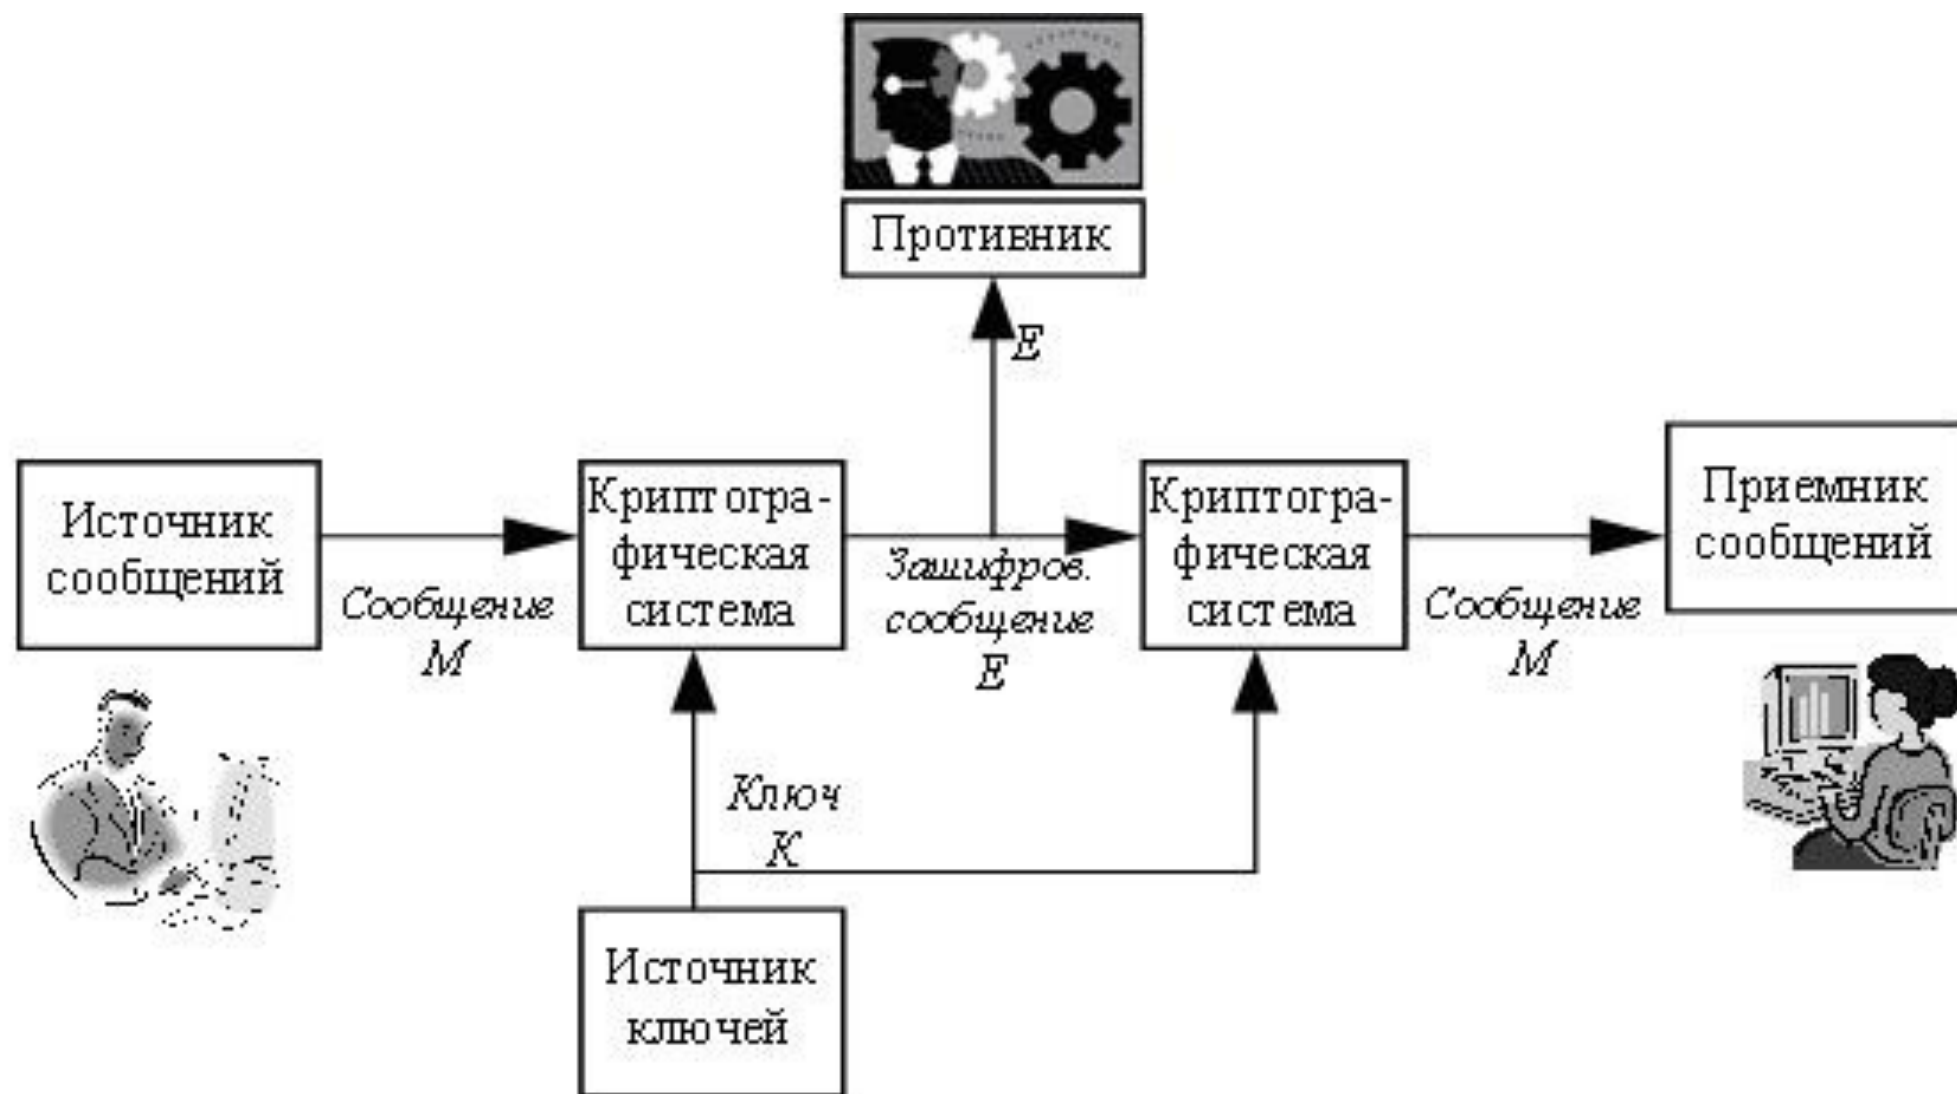 Противник
E
Источник
сообщений
Сообщение
M
Криптогра-
фическая
система
Зашифров.
сообщение
E
Криптогра-
фическая
система
Сообщение
M
Приемник
сообщений
Ключ
K
Источник
ключей